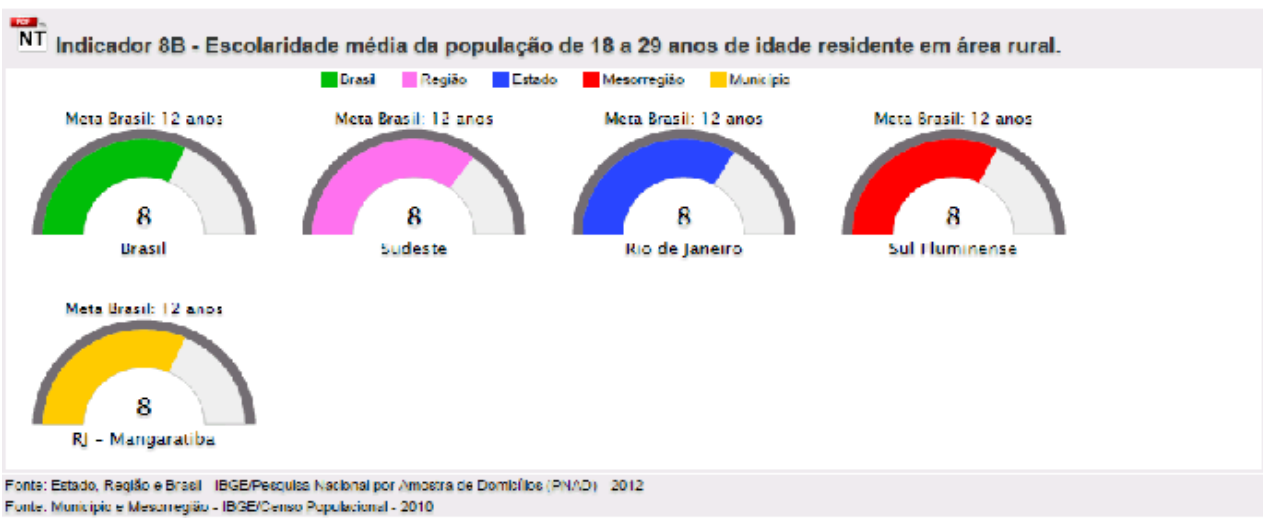 PDF
NT Indicador 8B - Escolaridade média da população de 18 a 29 anos de idade residente em área rural.
Brasil Região Estado Mesorregião Município
Meta Brasil: 12 anos Meta Brasil: 12 anos Meta Brasil: 12 anos Meta Brasil: 12 anos
8 8 8 8
Brasil Sudeste Rio de Janeiro Sul Fluminense
Meta Brasil: 12 anos
8
RJ - Mangaratiba
Fonte: Estado, Região e Brasil - IBGE/Pesquisa Nacional por Amostra de Domicílios (PNAD) - 2012
Fonte: Município e Mesorregião - IBGE/Censo Populacional - 2010